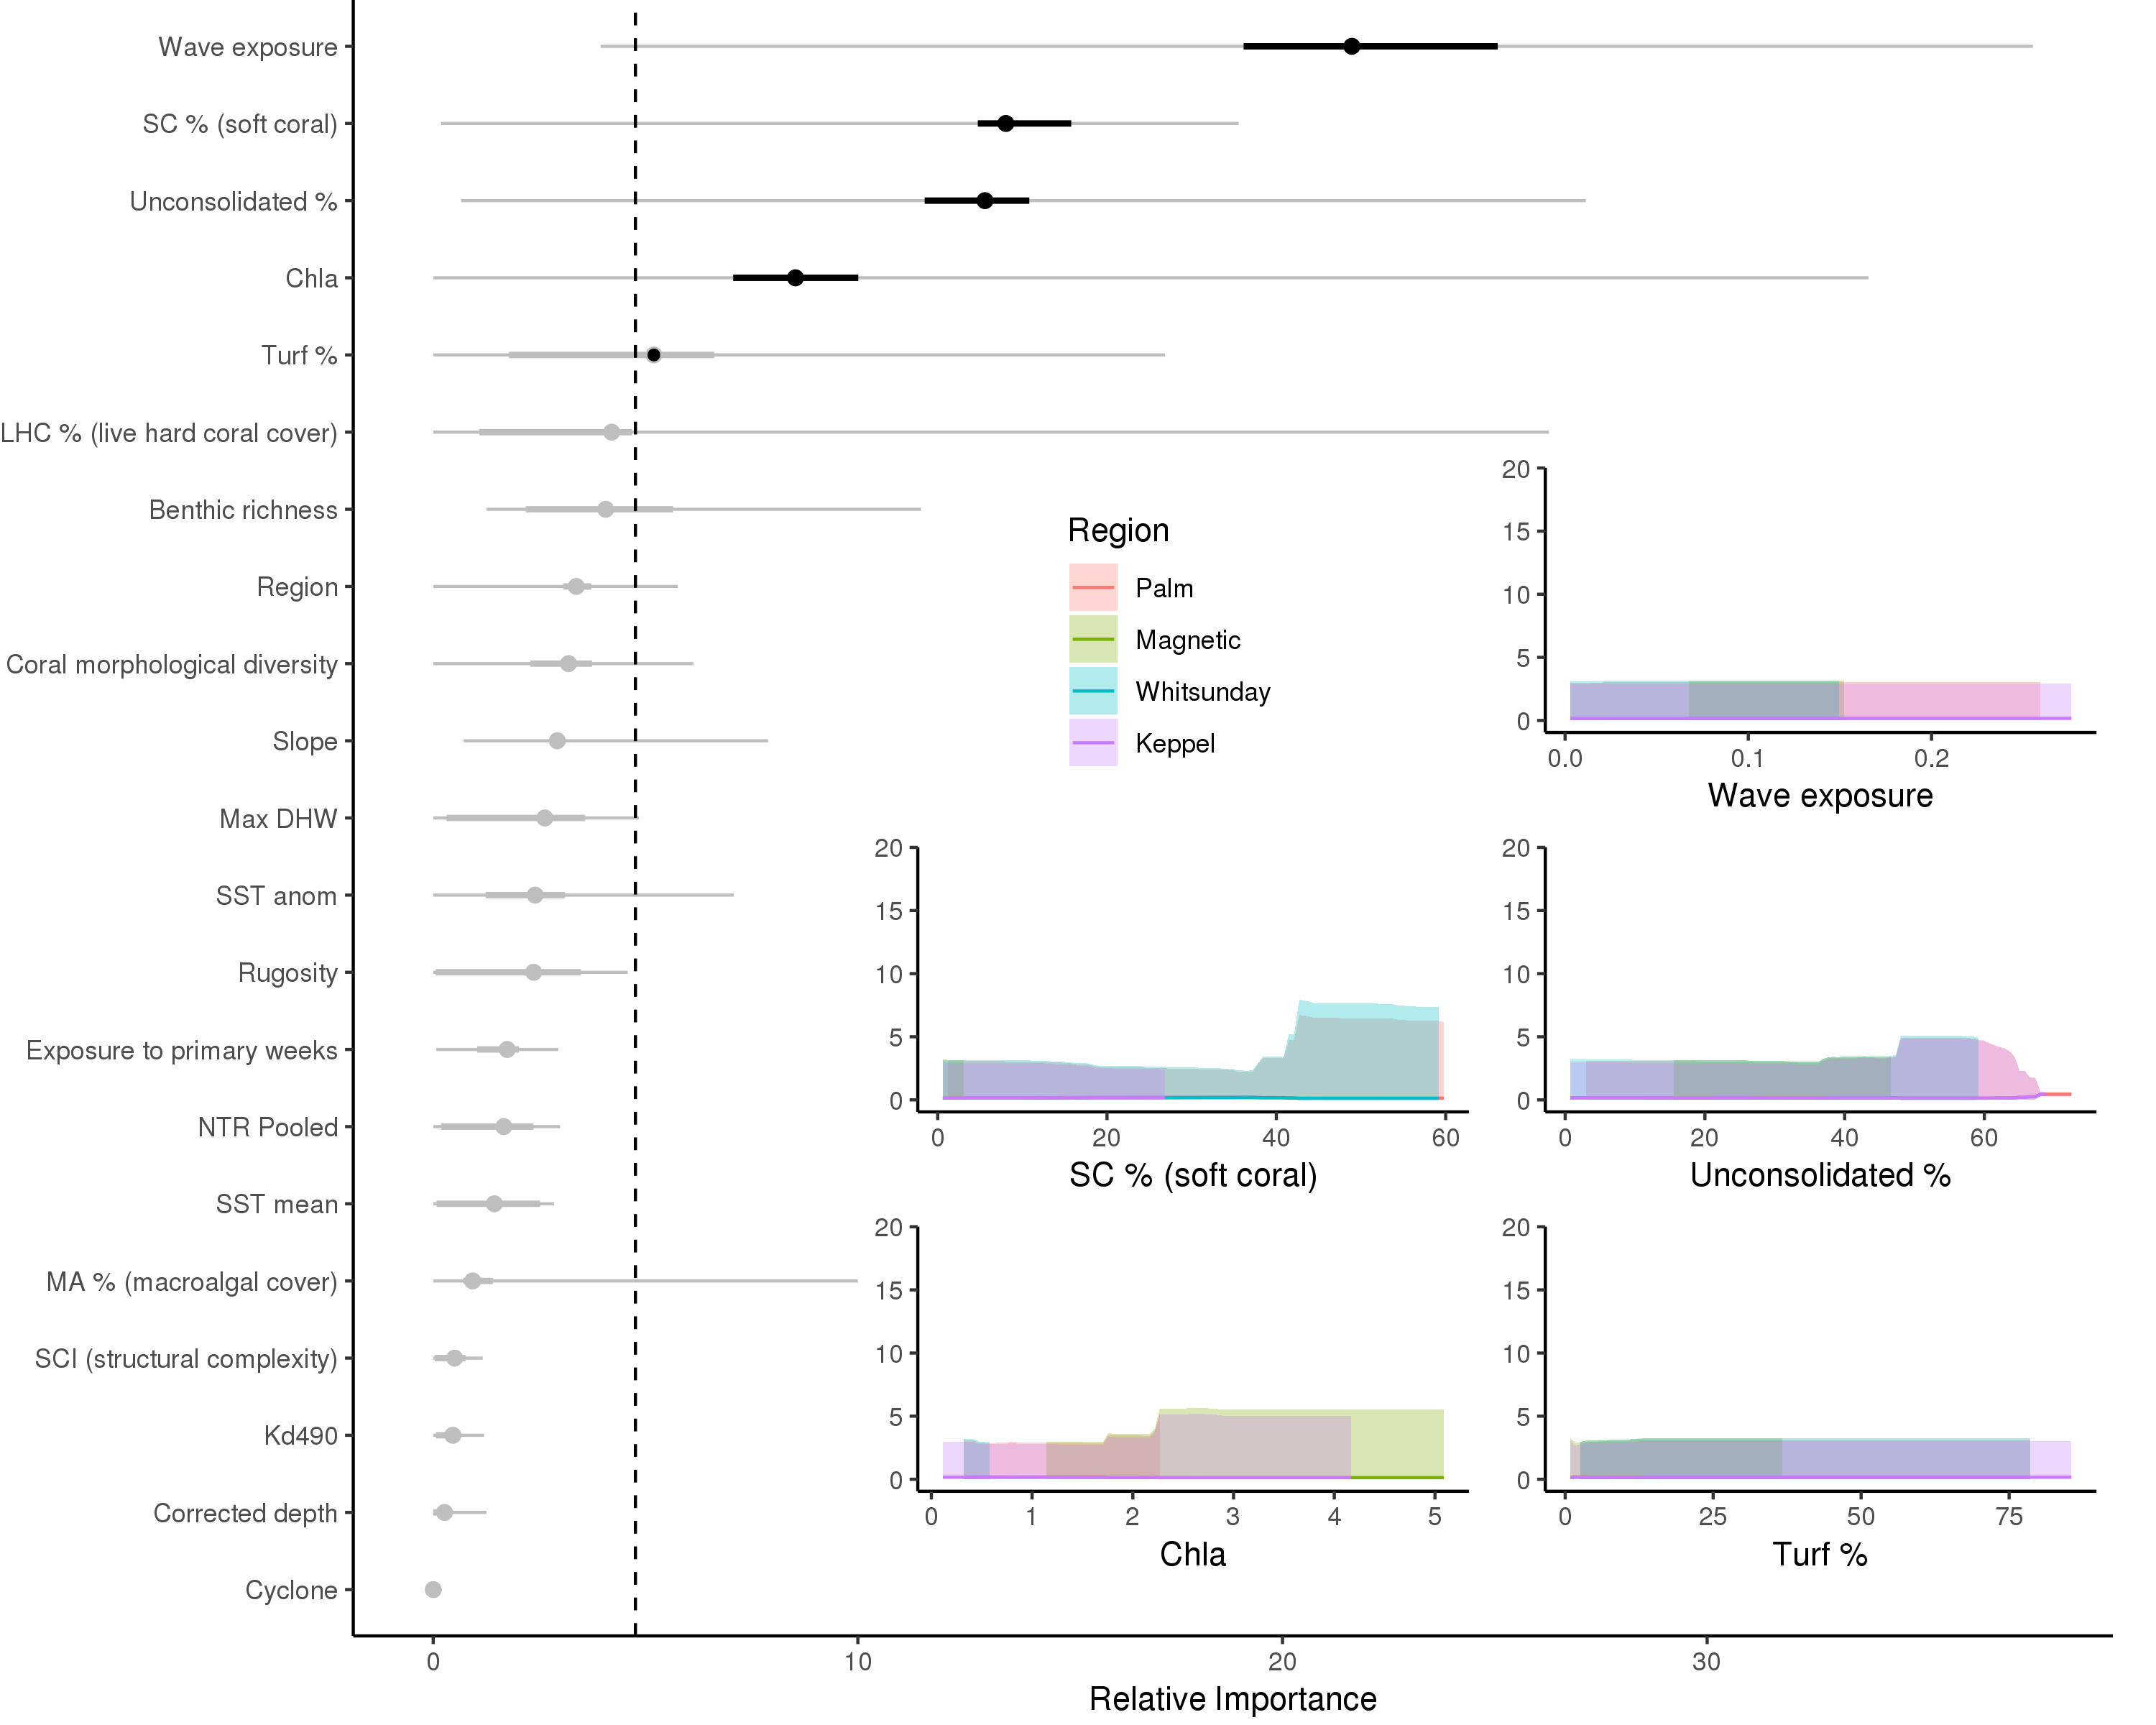 Wave exposure
SC % (soft coral)
Unconsolidated %
Chla
Turf %
LHC % (live hard coral cover)
Benthic richness
Region
Coral morphological diversity
Slope
Max DHW
SST anom
Rugosity
Exposure to primary weeks
NTR Pooled
SST mean
MA % (macroalgal cover)
SCI (structural complexity)
Kd490
Corrected depth
Cyclone
0 10 20 30
Relative Importance
Region
Palm
Magnetic
Whitsunday
Keppel
20
15
10
5
0
0.0 0.1 0.2
Wave exposure
20
15
10
5
0
0 20 40 60
SC % (soft coral)
20
15
10
5
0
0 20 40 60
Unconsolidated %
20
15
10
5
0
0 1 2 3 4 5
Chla
20
15
10
5
0
0 25 50 75
Turf %